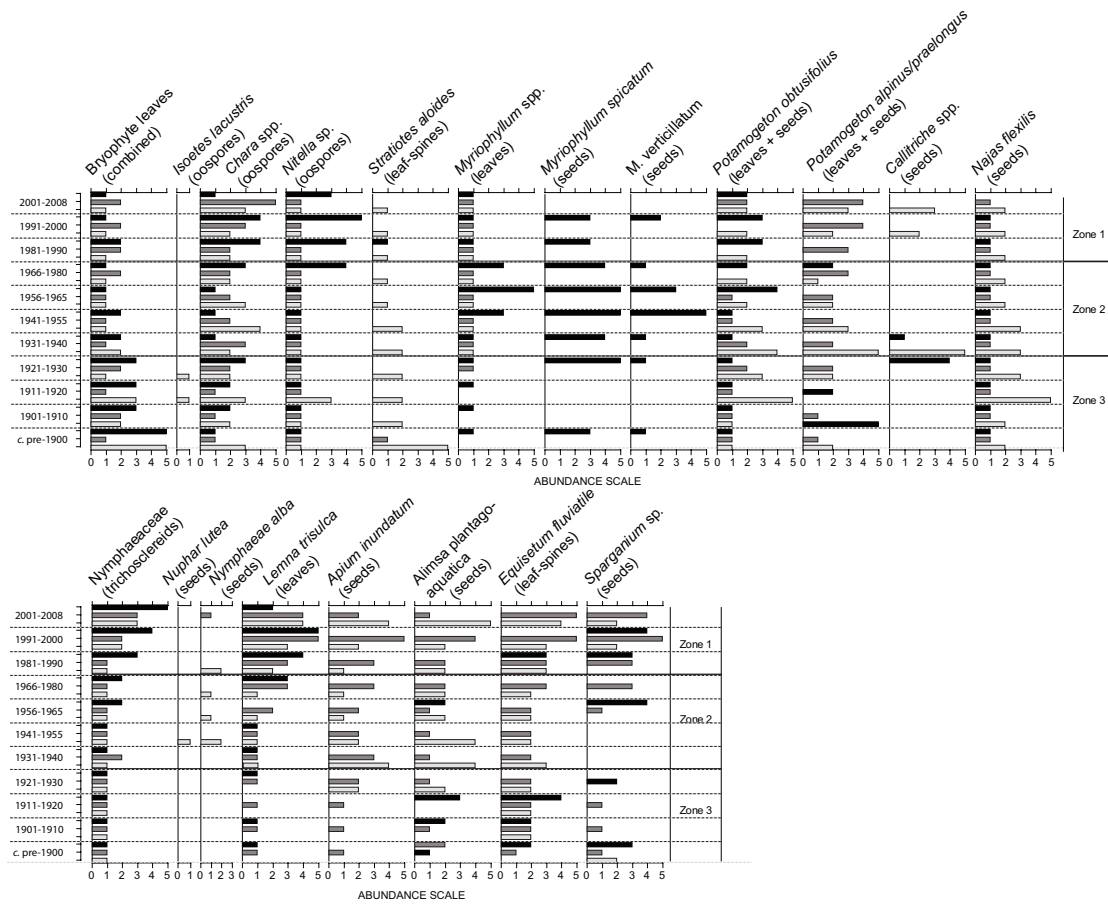 Bryophyte leaves
(combined)
Isoetes lacustris
(oospores)
Chara spp.
(oospores)
Nitella sp.
(oospores)
Stratiotes aloides
(leaf-spines)
Myriophyllum spp.
(leaves)
Myriophyllum spicatum
(seeds)
M. verticillatum
(seeds)
Potamogeton obtusifolius
(leaves + seeds)
Potamogeton alpinus/praelongus
(leaves + seeds)
Callitriche spp.
(seeds)
Najas flexilis
(seeds)
2001-2008
1991-2000
1981-1990
1966-1980
1956-1965
1941-1955
1931-1940
1921-1930
1911-1920
1901-1910
c. pre-1900
Zone 1
Zone 2
Zone 3
0 1 2 3 4 5 0 1 0 1 2 3 4 5 0 1 2 3 4 5 0 1 2 3 4 5 0 1 2 3 4 5 0 1 2 3 4 5 0 1 2 3 4 5 0 1 2 3 4 5 0 1 2 3 4 5 0 1 2 3 4 5 0 1 2 3 4 5
ABUNDANCE SCALE
Nymphaeaceae
(trichosclereids)
Nuphar lutea
(seeds)
Nymphaeae alba
(seeds)
Lemna trisulca
(leaves)
Apium inundatum
(seeds)
Alimsa plantago-
aquatica
(seeds)
Equisetum fluviatile
(leaf-spines)
Sparganium sp.
(seeds)
2001-2008
1991-2000
1981-1990
1966-1980
1956-1965
1941-1955
1931-1940
1921-1930
1911-1920
1901-1910
c. pre-1900
Zone 1
Zone 2
Zone 3
0 1 2 3 4 5 0 1 0 1 2 3 0 1 2 3 4 5 0 1 2 3 4 5 0 1 2 3 4 5 0 1 2 3 4 5 0 1 2 3 4 5
ABUNDANCE SCALE